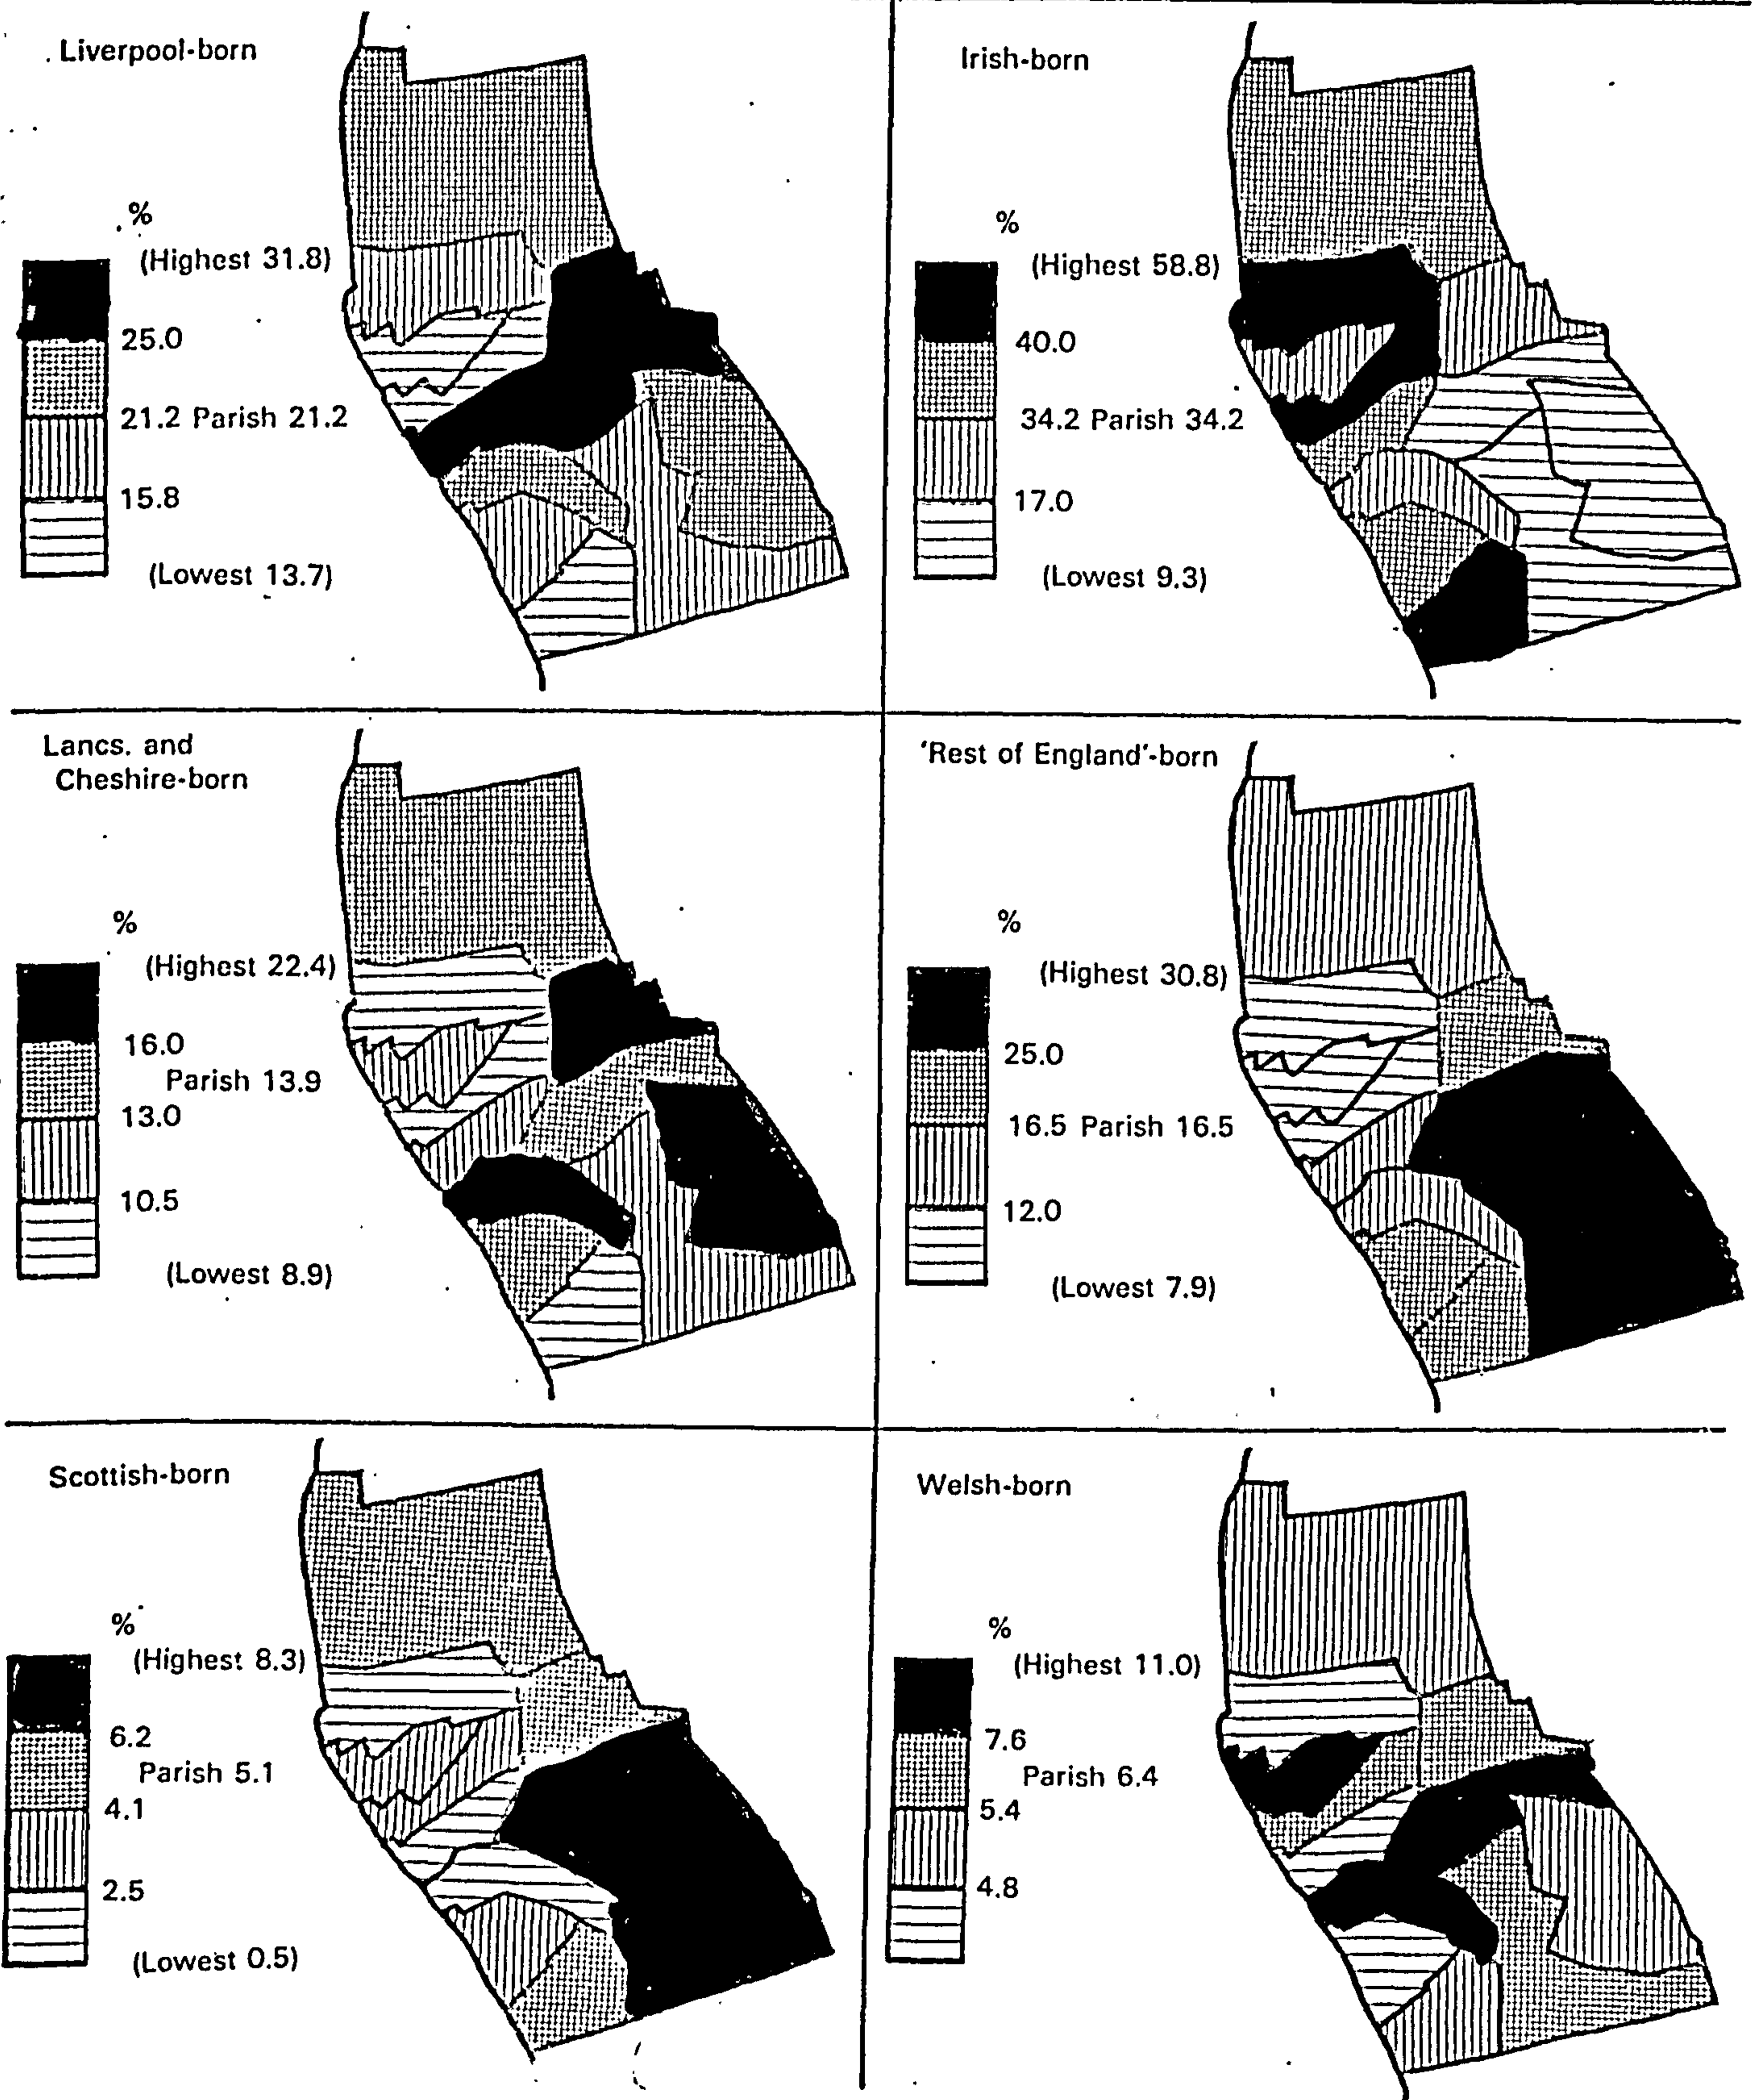 Liverpool-born
%
(Highest 31.8)
25.0
21.2 Parish 21.2
15.8
(Lowest 13.7)
Irish-born
%
(Highest 58.8)
40.0
34.2 Parish 34.2
17.0
(Lowest 9.3)
Lancs. and
Cheshire-born
%
(Highest 22.4)
16.0
Parish 13.9
13.0
10.5
(Lowest 8.9)
'Rest of England'-born
%
(Highest 30.8)
25.0
16.5 Parish 16.5
12.0
(Lowest 7.9)
Scottish-born
%
(Highest 8.3)
6.2
Parish 5.1
4.1
2.5
(Lowest 0.5)
Welsh-born
%
(Highest 11.0)
7.6
Parish 6.4
5.4
4.8